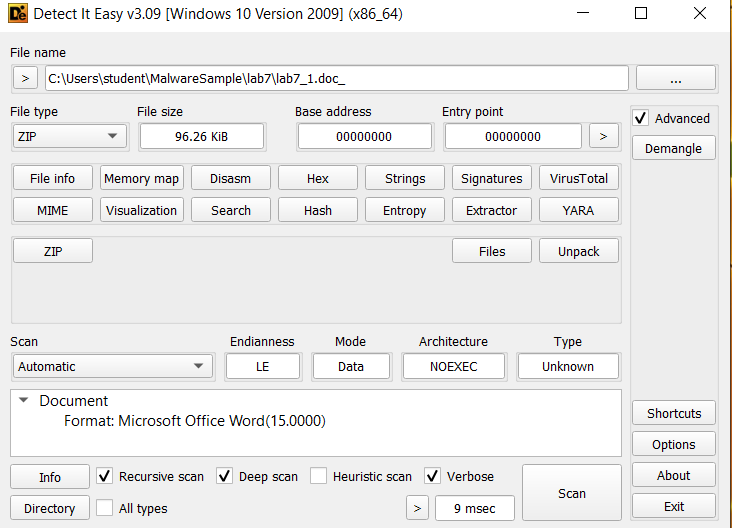 Detect It Easy v3.09 [Windows 10 Version 2009] (x86_64)
File name
> C:\Users\student\MalwareSample\lab7\lab7_1.doc_ ...
File type File size Base address Entry point
ZIP 96.26 KiB 00000000 00000000 >
Advanced
Demangle
File info Memory map Disasm Hex Strings Signatures VirusTotal
MIME Visualization Search Hash Entropy Extractor YARA
ZIP Files Unpack
Scan Endianness Mode Architecture Type
Automatic LE Data NOEXEC Unknown
Document
Format: Microsoft Office Word(15.0000)
Shortcuts
Options
About
Exit
Info Recursive scan Deep scan Heuristic scan Verbose
Directory All types > 9 msec
Scan